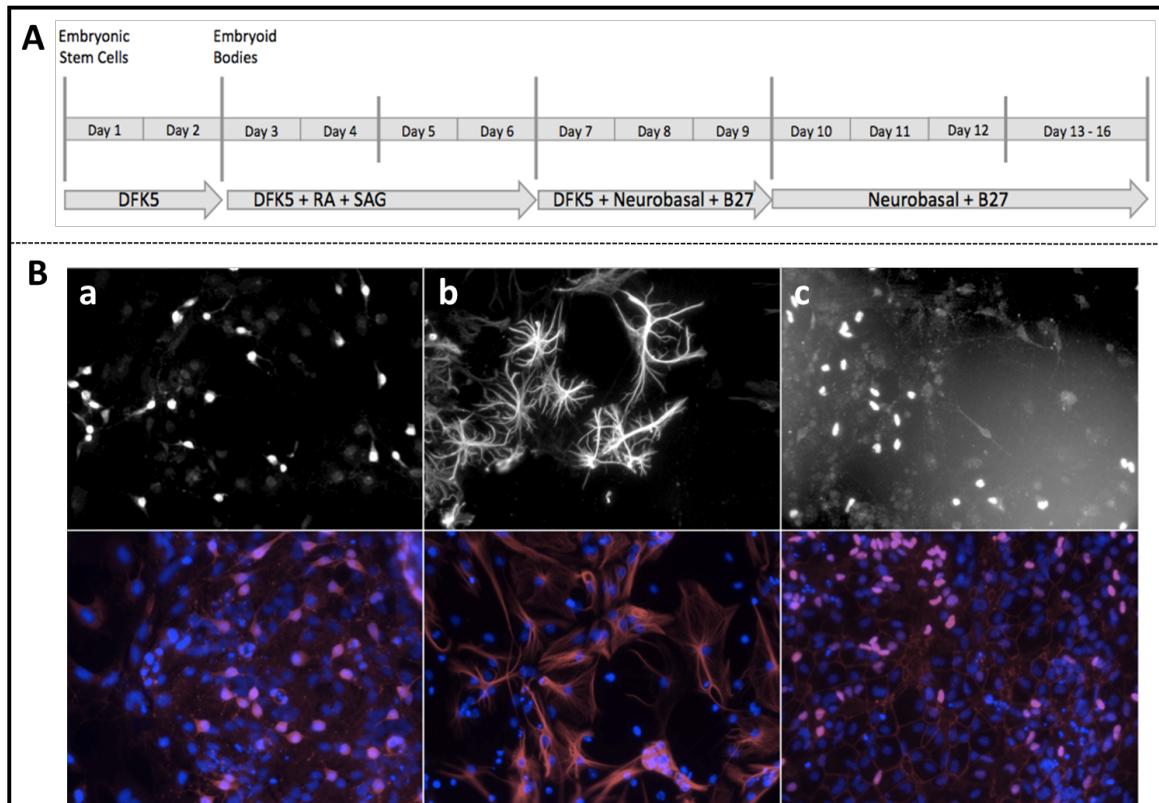 A
Embryonic
Stem Cells
Embryoid
Bodies
Day 1 Day 2 Day 3 Day 4 Day 5 Day 6 Day 7 Day 8 Day 9 Day 10 Day 11 Day 12 Day 13 - 16
DFK5 DFK5 + RA + SAG DFK5 + Neurobasal + B27 Neurobasal + B27
B
a b c